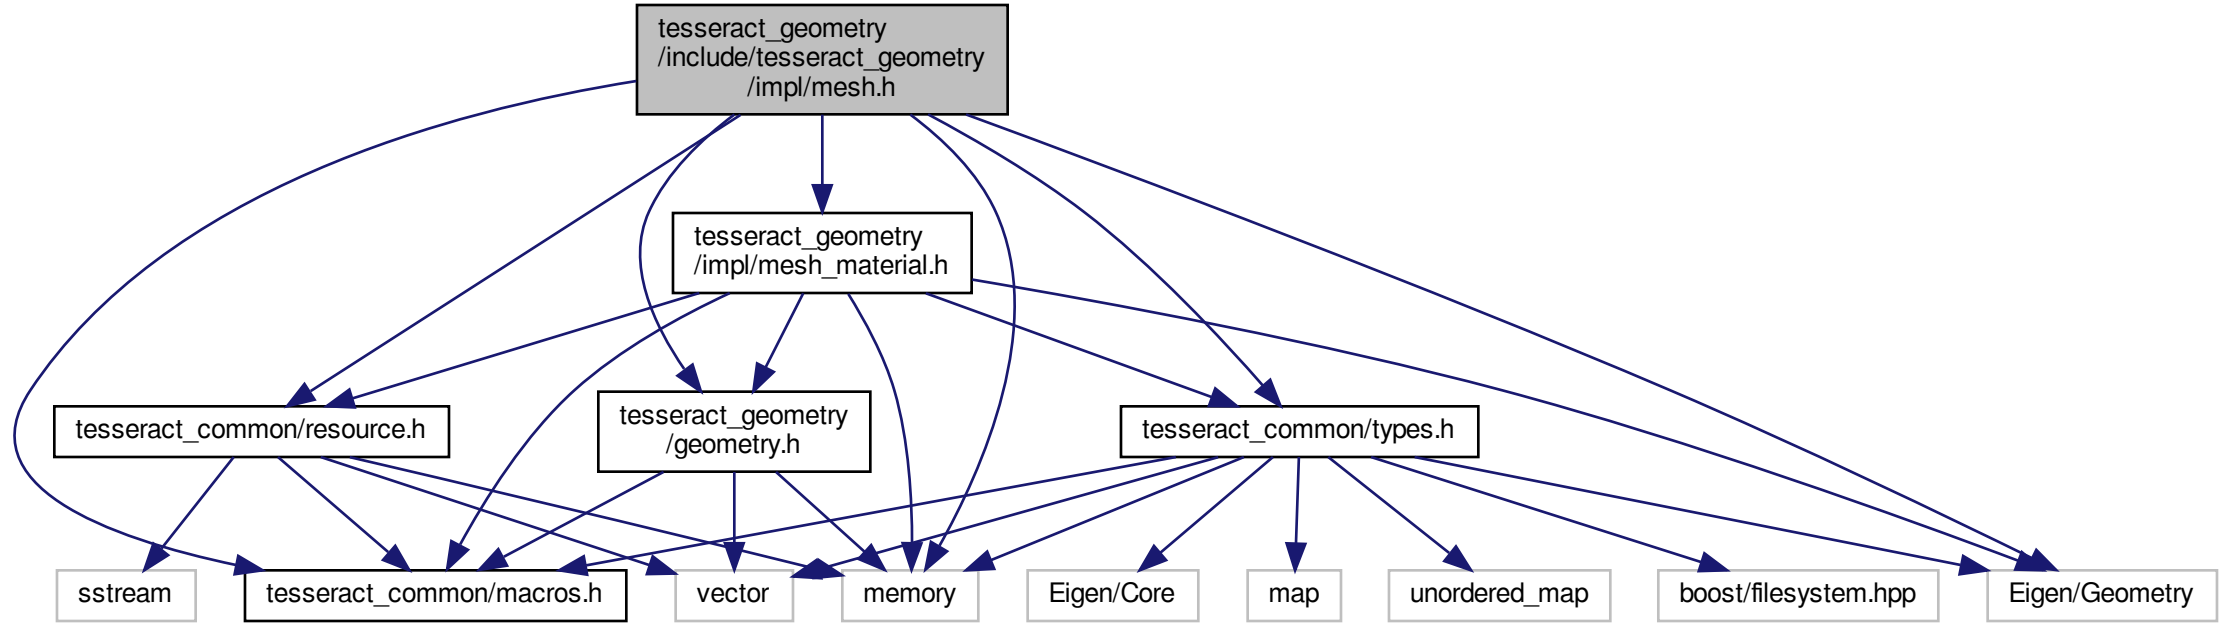 tesseract_geometry
/include/tesseract_geometry
/impl/mesh.h
tesseract_geometry
/impl/mesh_material.h
tesseract_common/resource.h
tesseract_geometry
/geometry.h
tesseract_common/types.h
sstream
tesseract_common/macros.h
vector
memory
Eigen/Core
map
unordered_map
boost/filesystem.hpp
Eigen/Geometry